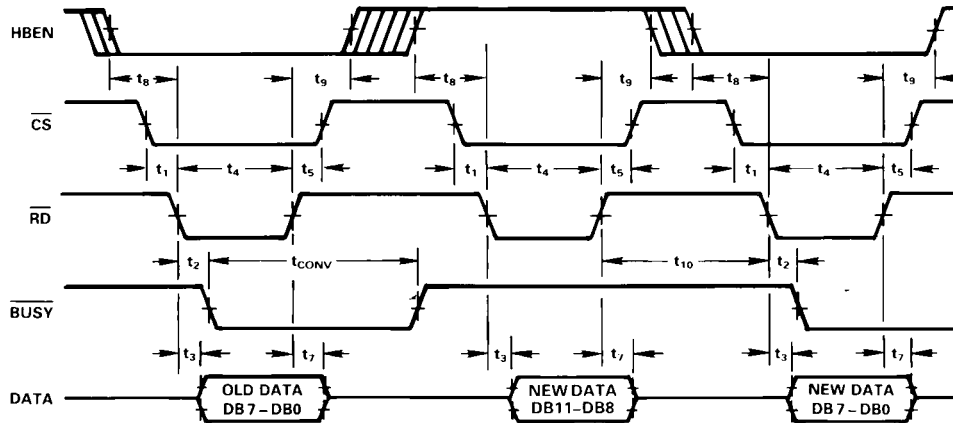 HBEN
t8 t9 t8 t9 t8 t9
CS
t1 t4 t5 t1 t4 t5 t1 t4 t5
RD
t2 tCONV t10 t2
BUSY
t3 t7 t3 t7 t3 t7
DATA
OLD DATA
DB7–DB0
NEW DATA
DB11–DB8
NEW DATA
DB7–DB0